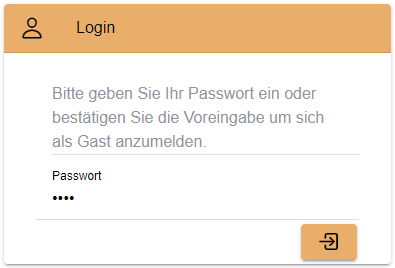 Login
Bitte geben Sie Ihr Passwort ein oder
bestätigen Sie die Voreingabe um sich
als Gast anzumelden.
Passwort
••••